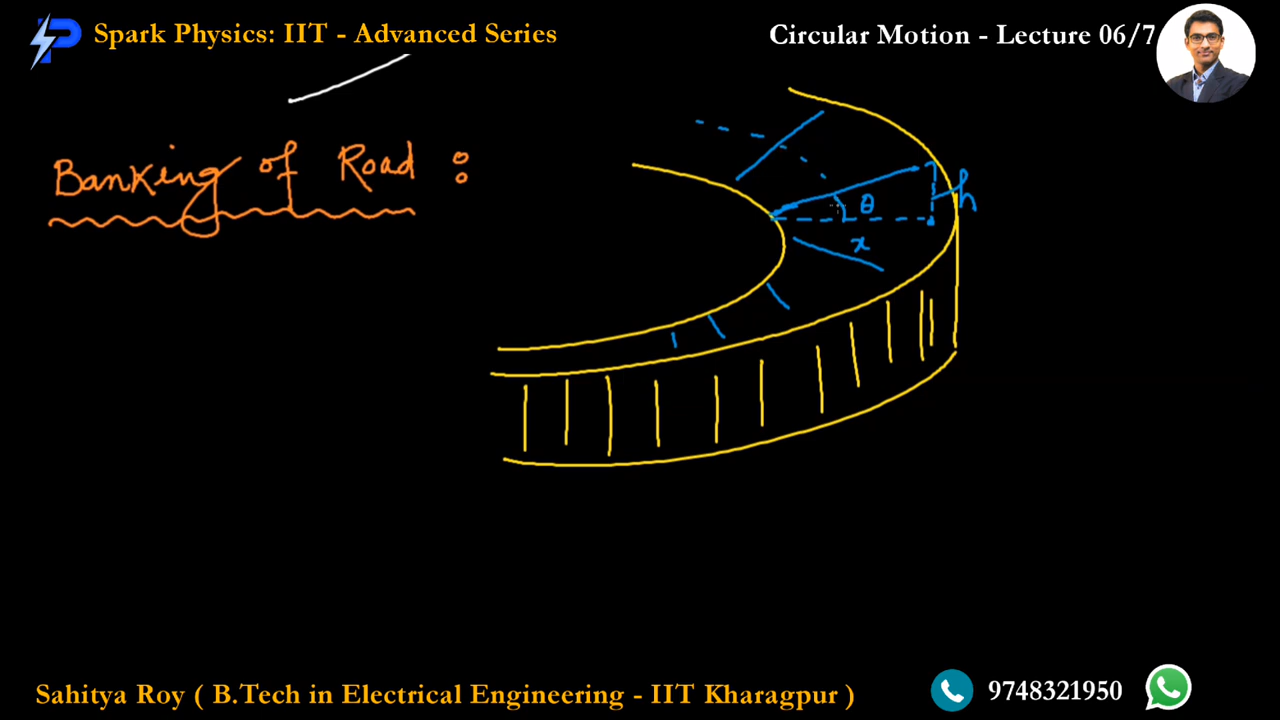 Spark Physics: IIT - Advanced Series
Circular Motion - Lecture 06/7
Banking of Road :
h
θ
x
Sahitya Roy ( B.Tech in Electrical Engineering - IIT Kharagpur )
9748321950